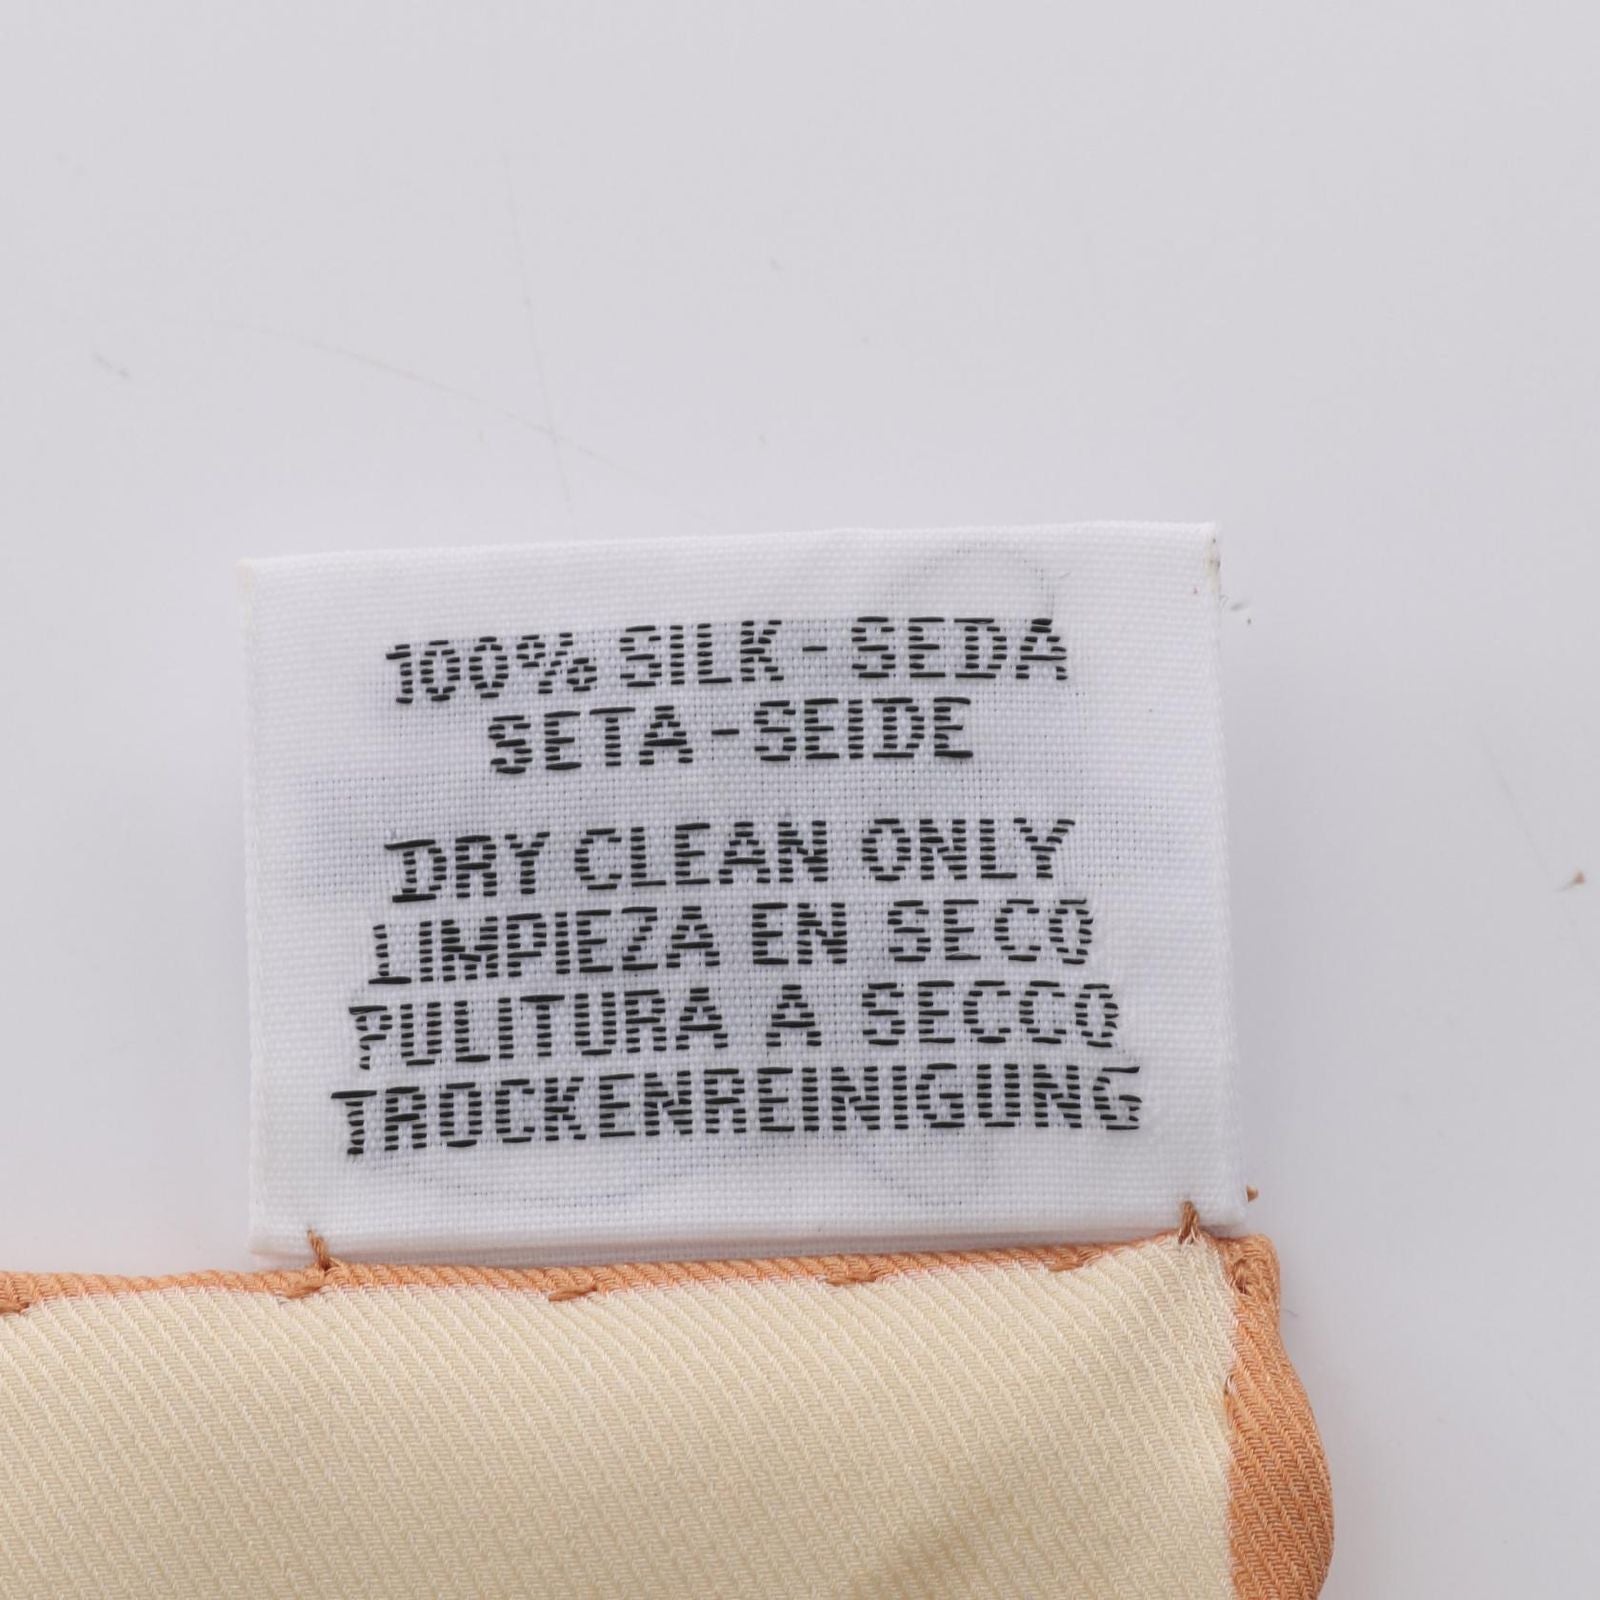 100% SILK - SEDA
SETA - SEIDE
DRY CLEAN ONLY
LIMPIEZA EN SECO
PULITURA A SECCO
TROCKENREINIGUNG